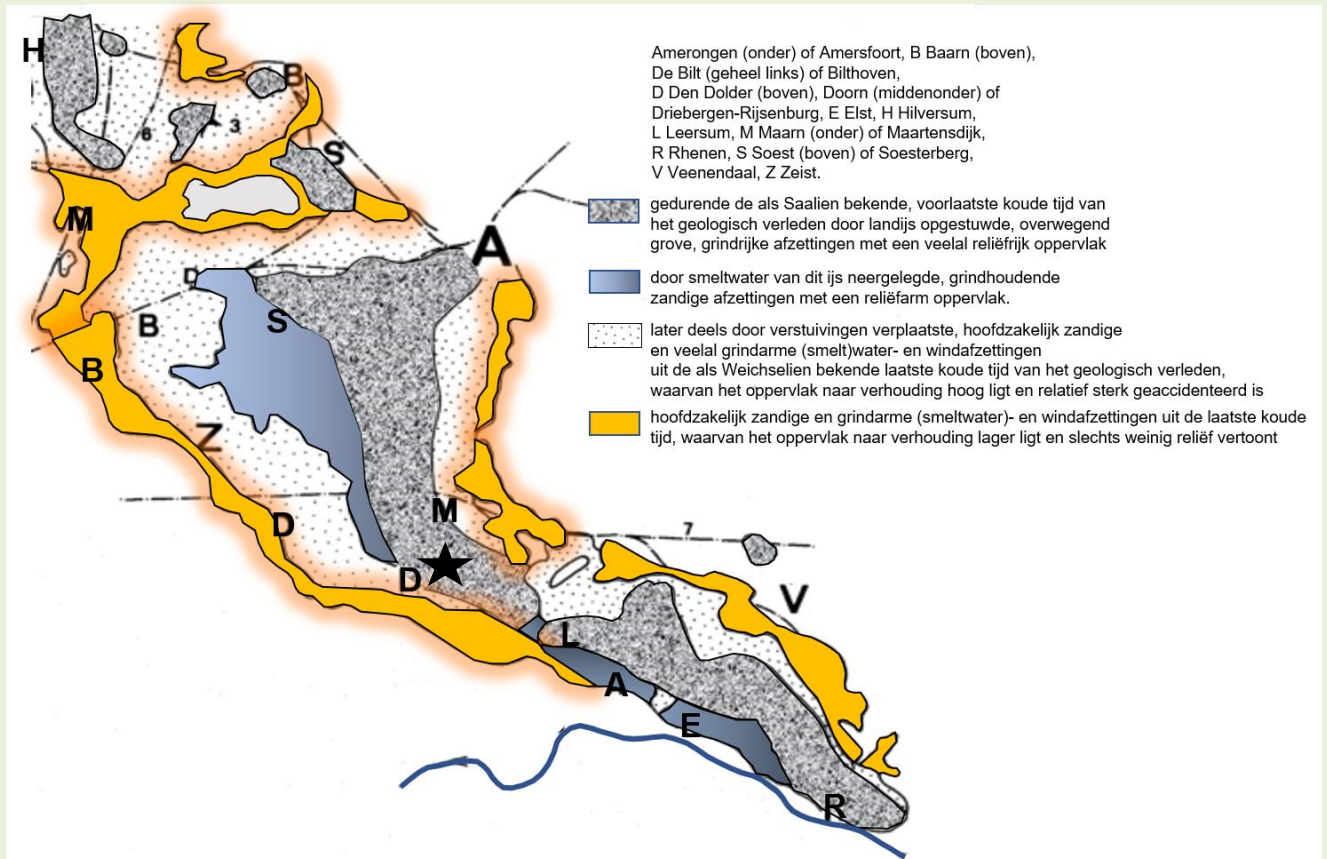 Amerongen (onder) of Amersfoort, B Baarn (boven),
De Bilt (geheel links) of Bilthoven,
D Den Dolder (boven), Doorn (middenonder) of
Driebergen-Rijsenburg, E Elst, H Hilversum,
L Leersum, M Maarn (onder) of Maartensdijk,
R Rhenen, S Soest (boven) of Soesterberg,
V Veenendaal, Z Zeist.
gedurende de als Saalien bekende, voorlaatste koude tijd van
het geologisch verleden door landijs opgestuwde, overwegend
grove, grindrijke afzettingen met een veelal reliëfrijk oppervlak
door smeltwater van dit ijs neergelegde, grindhoudende
zandige afzettingen met een reliëfarm oppervlak.
later deels door verstuivingen verplaatste, hoofdzakelijk zandige
en veelal grindarme (smelt)water- en windafzettingen
uit de als Weichselien bekende laatste koude tijd van het geologisch verleden,
waarvan het oppervlak naar verhouding hoog ligt en relatief sterk geaccidenteerd is
hoofdzakelijk zandige en grindarme (smeltwater)- en windafzettingen uit de laatste koude
tijd, waarvan het oppervlak naar verhouding lager ligt en slechts weinig reliëf vertoont
H
B
6
3
S
M
A
D
S
B
B
Z
M
D
7
D
V
L
A
E
R